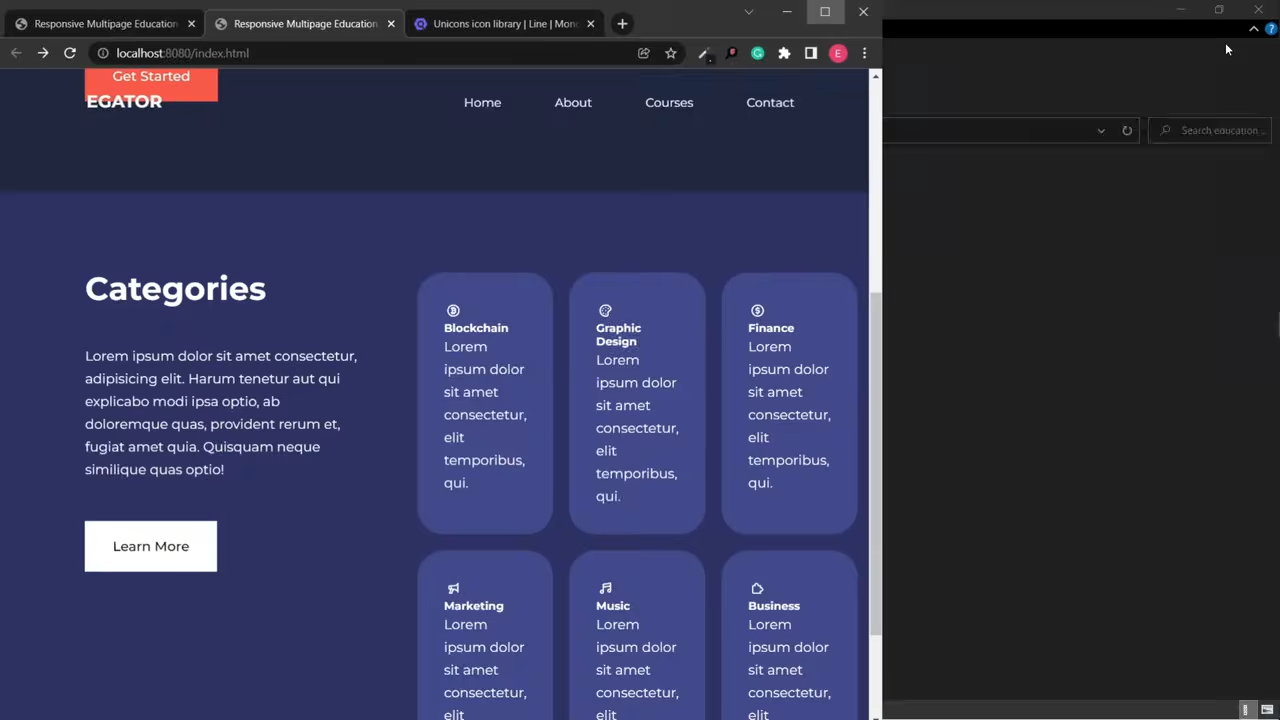 Responsive Multipage Education
Responsive Multipage Education
Unicons icon library | Line | Mono
localhost:8080/index.html
E
Search education ...
Get Started
EGATOR
Home
About
Courses
Contact
Categories
Lorem ipsum dolor sit amet consectetur,
adipisicing elit. Harum tenetur aut qui
explicabo modi ipsa optio, ab
doloremque quas, provident rerum et,
fugiat amet quia. Quisquam neque
similique quas optio!
Learn More
Blockchain
Lorem
ipsum dolor
sit amet
consectetur,
elit
temporibus,
qui.
Graphic
Design
Lorem
ipsum dolor
sit amet
consectetur,
elit
temporibus,
qui.
Finance
Lorem
ipsum dolor
sit amet
consectetur,
elit
temporibus,
qui.
Marketing
Lorem
ipsum dolor
sit amet
consectetur,
elit
Music
Lorem
ipsum dolor
sit amet
consectetur,
elit
Business
Lorem
ipsum dolor
sit amet
consectetur,
elit